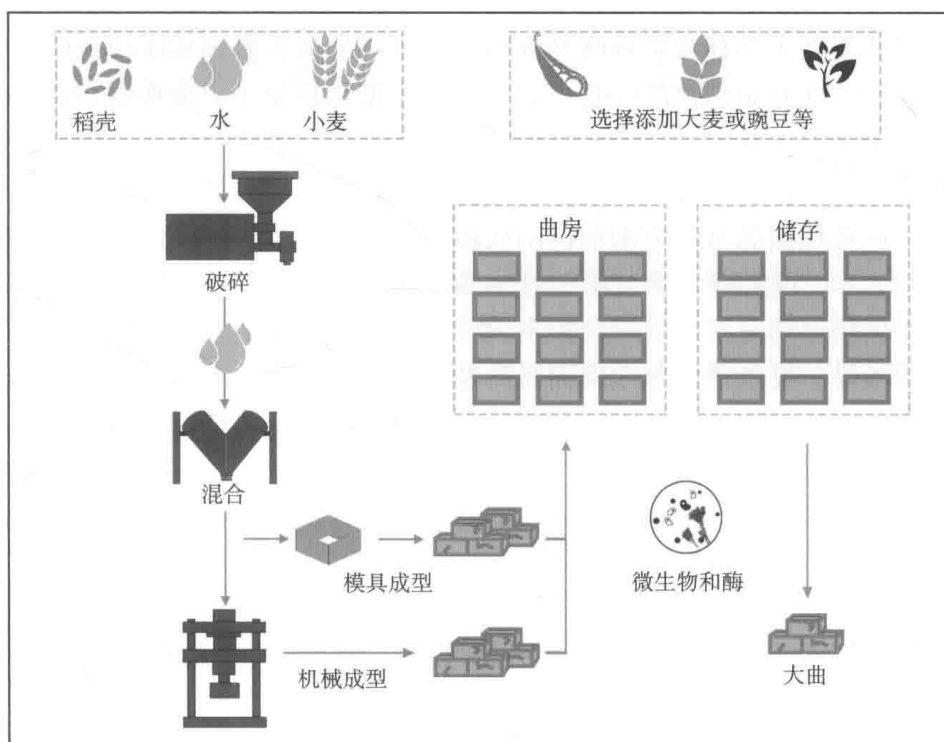 稻壳
水
小麦
选择添加大麦或豌豆等
破碎
混合
模具成型
机械成型
曲房
储存
微生物和酶
大曲